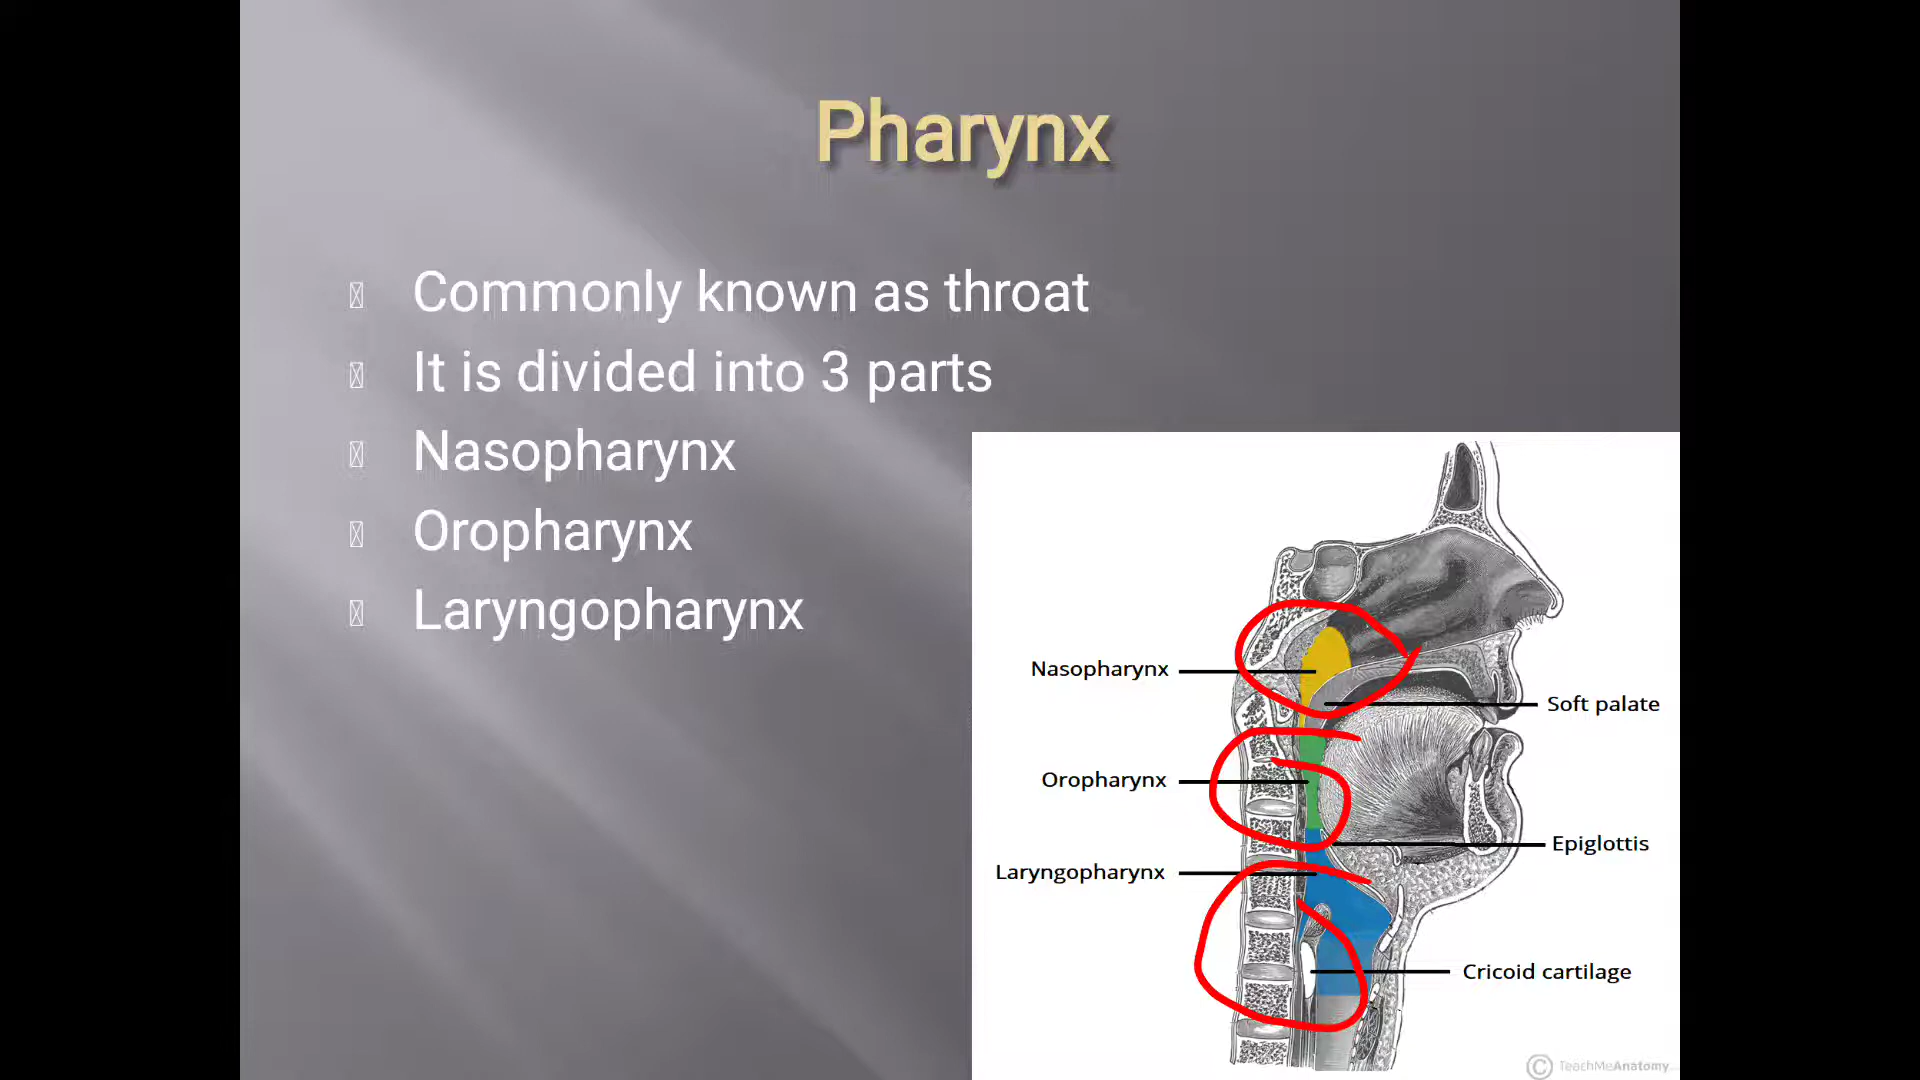 Pharynx
Commonly known as throat
It is divided into 3 parts
Nasopharynx
Oropharynx
Laryngopharynx
Nasopharynx
Soft palate
Oropharynx
Epiglottis
Laryngopharynx
Cricoid cartilage
© TeachMeAnatomy